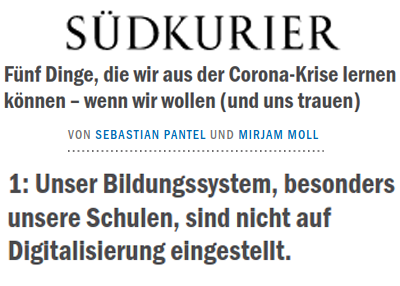 SÜDKURIER
Fünf Dinge, die wir aus der Corona-Krise lernen
können – wenn wir wollen (und uns trauen)
VON SEBASTIAN PANTEL UND MIRJAM MOLL
1: Unser Bildungssystem, besonders
unsere Schulen, sind nicht auf
Digitalisierung eingestellt.